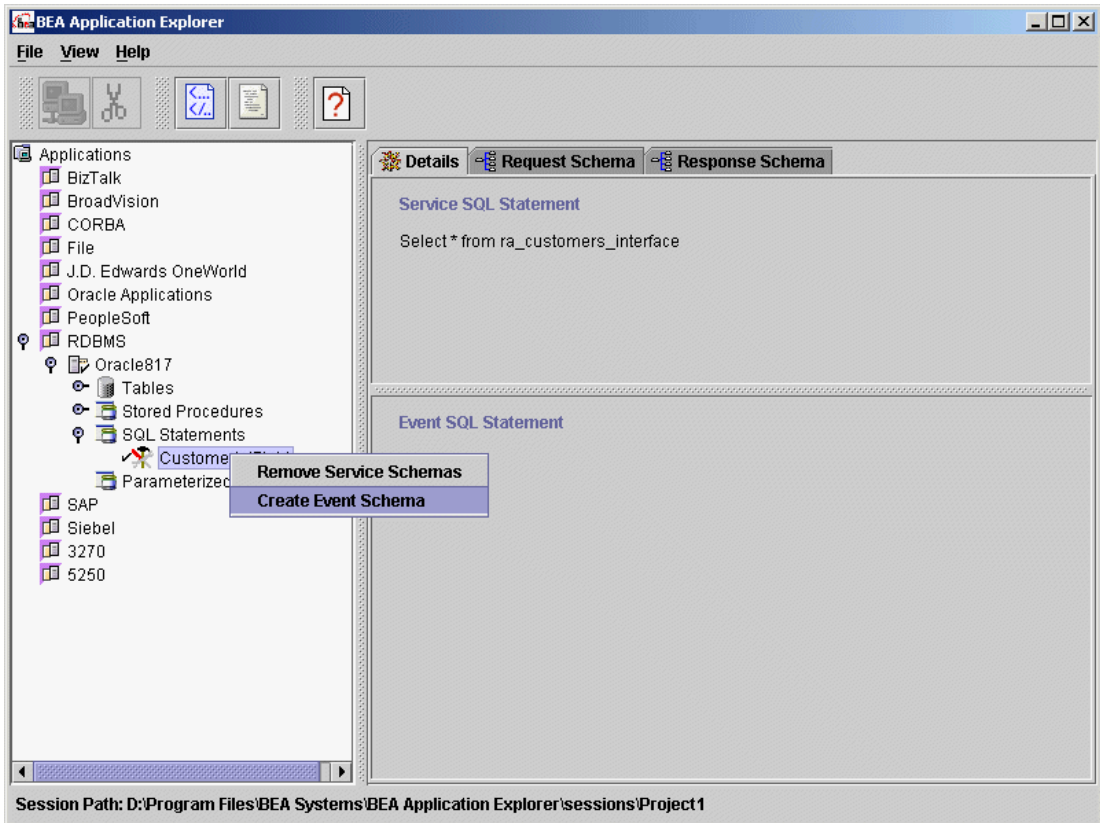 BEA Application Explorer
File View Help
Applications
BizTalk
BroadVision
CORBA
File
J.D. Edwards OneWorld
Oracle Applications
PeopleSoft
RDBMS
Oracle817
Tables
Stored Procedures
SQL Statements
Parameterized
SAP
Siebel
3270
5250
Remove Service Schemas
Create Event Schema
Details Request Schema Response Schema
Service SQL Statement
Select * from ra_customers_interface
Event SQL Statement
Session Path: D:\Program Files\BEA Systems\BEA Application Explorer\sessions\Project1